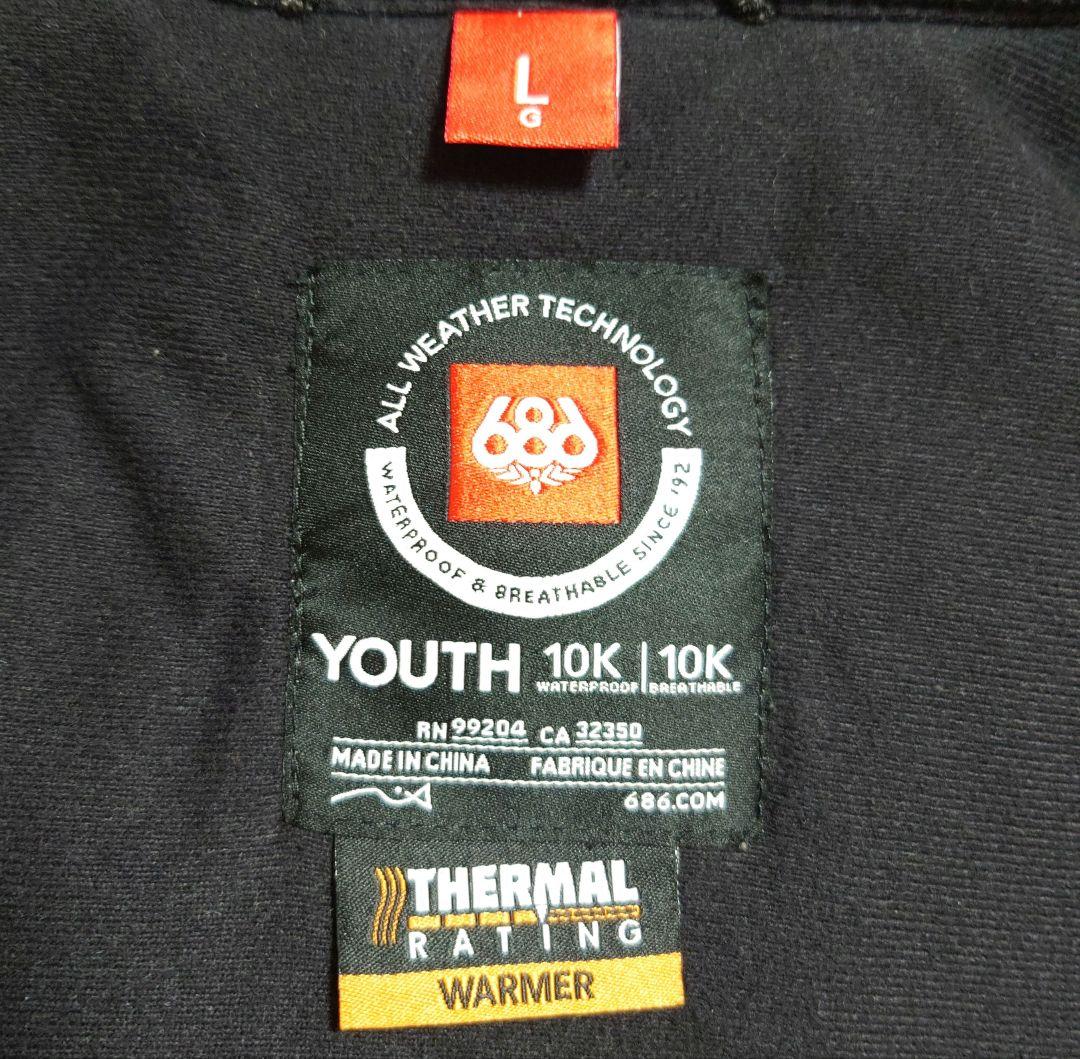 L
G
ALL WEATHER TECHNOLOGY
686
WATERPROOF & BREATHABLE SINCE '92
YOUTH 10K | 10K
WATERPROOF BREATHABLE
RN 99204 CA 32350
MADE IN CHINA FABRIQUE EN CHINE
686.COM
THERMAL
RATING
WARMER